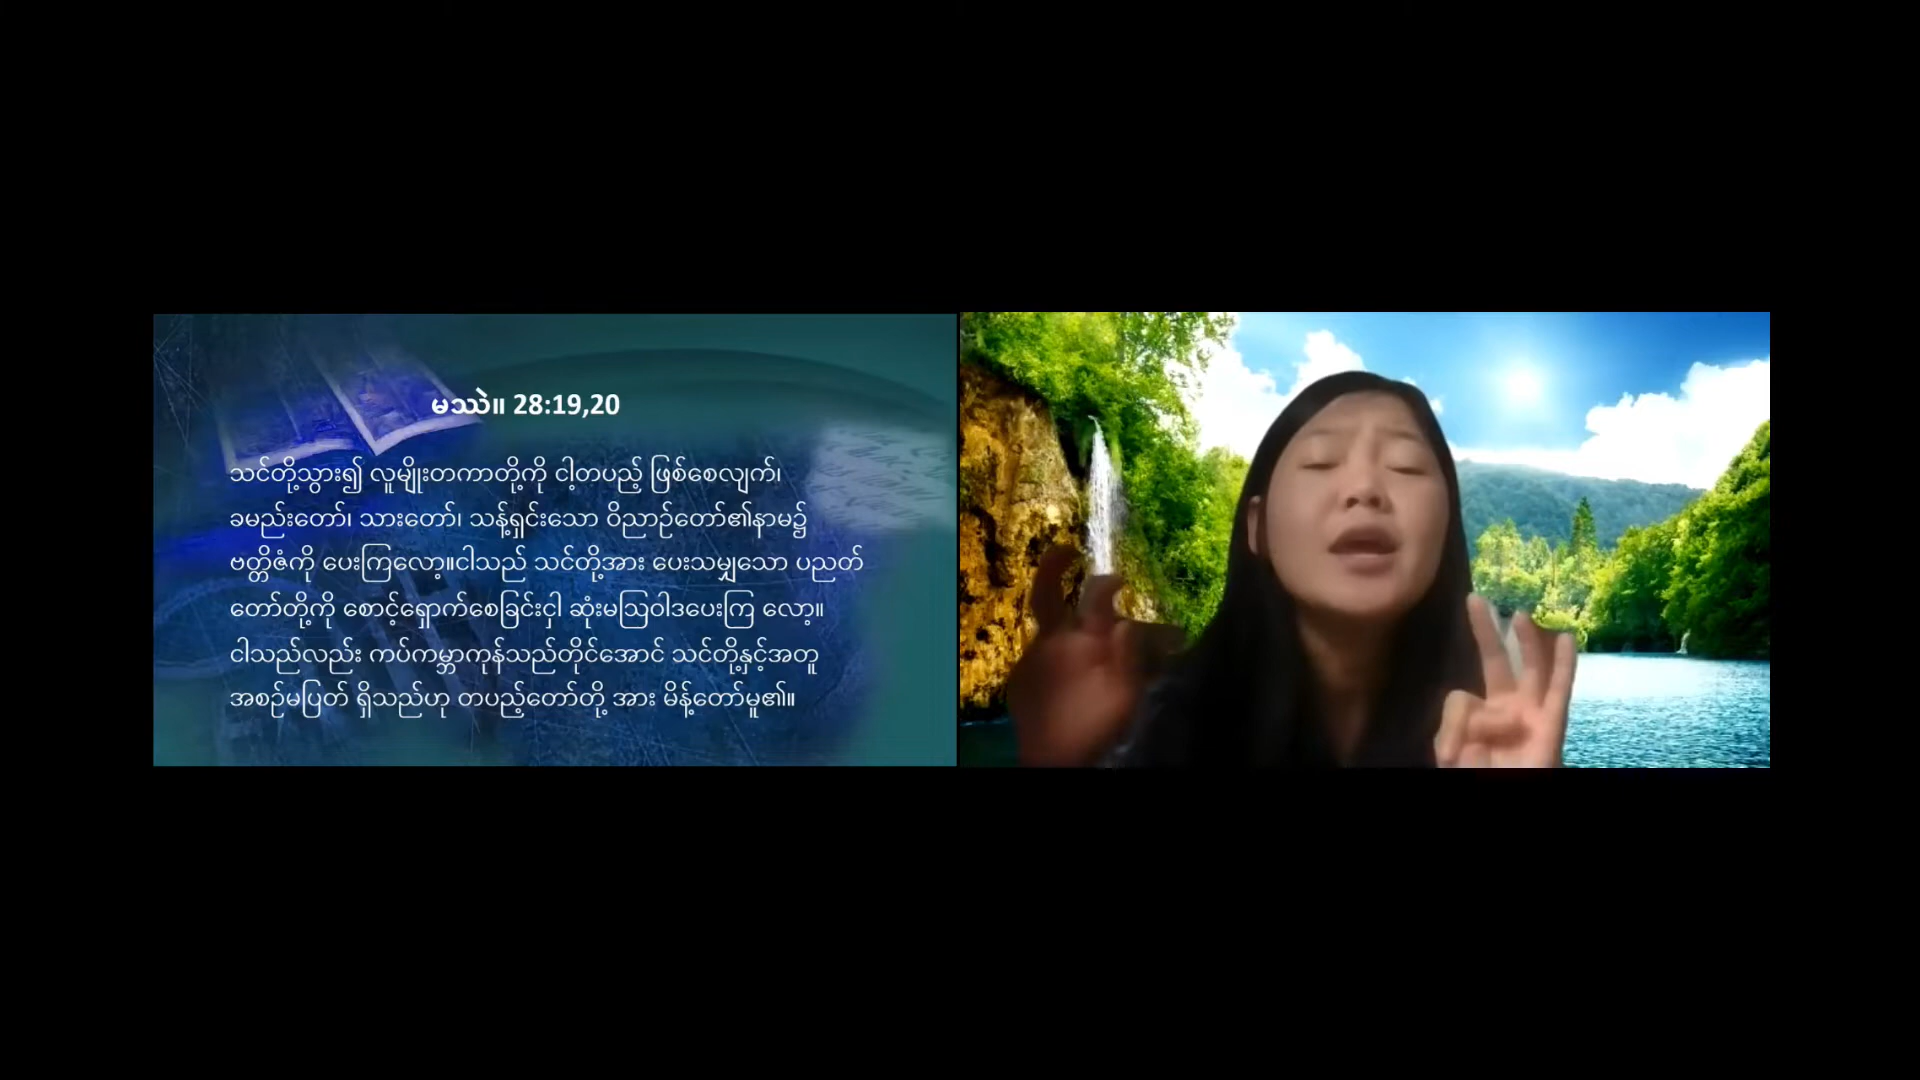 မဿဲ။ 28:19,20
သင်တို့သွား၍ လူမျိုးတကာတို့ကို ငါ့တပည့် ဖြစ်စေလျက်၊
ခမည်းတော်၊ သားတော်၊ သန့်ရှင်းသော ဝိညာဉ်တော်၏နာမ၌
ဗတ္တိဇံကို ပေးကြလော့။ငါသည် သင်တို့အား ပေးသမျှသော ပညတ်
တော်တို့ကို စောင့်ရှောက်စေခြင်းငှါ ဆုံးမဩဝါဒပေးကြ လော့။
ငါသည်လည်း ကပ်ကမ္ဘာကုန်သည်တိုင်အောင် သင်တို့နှင့်အတူ
အစဉ်မပြတ် ရှိသည်ဟု တပည့်တော်တို့ အား မိန့်တော်မူ၏။